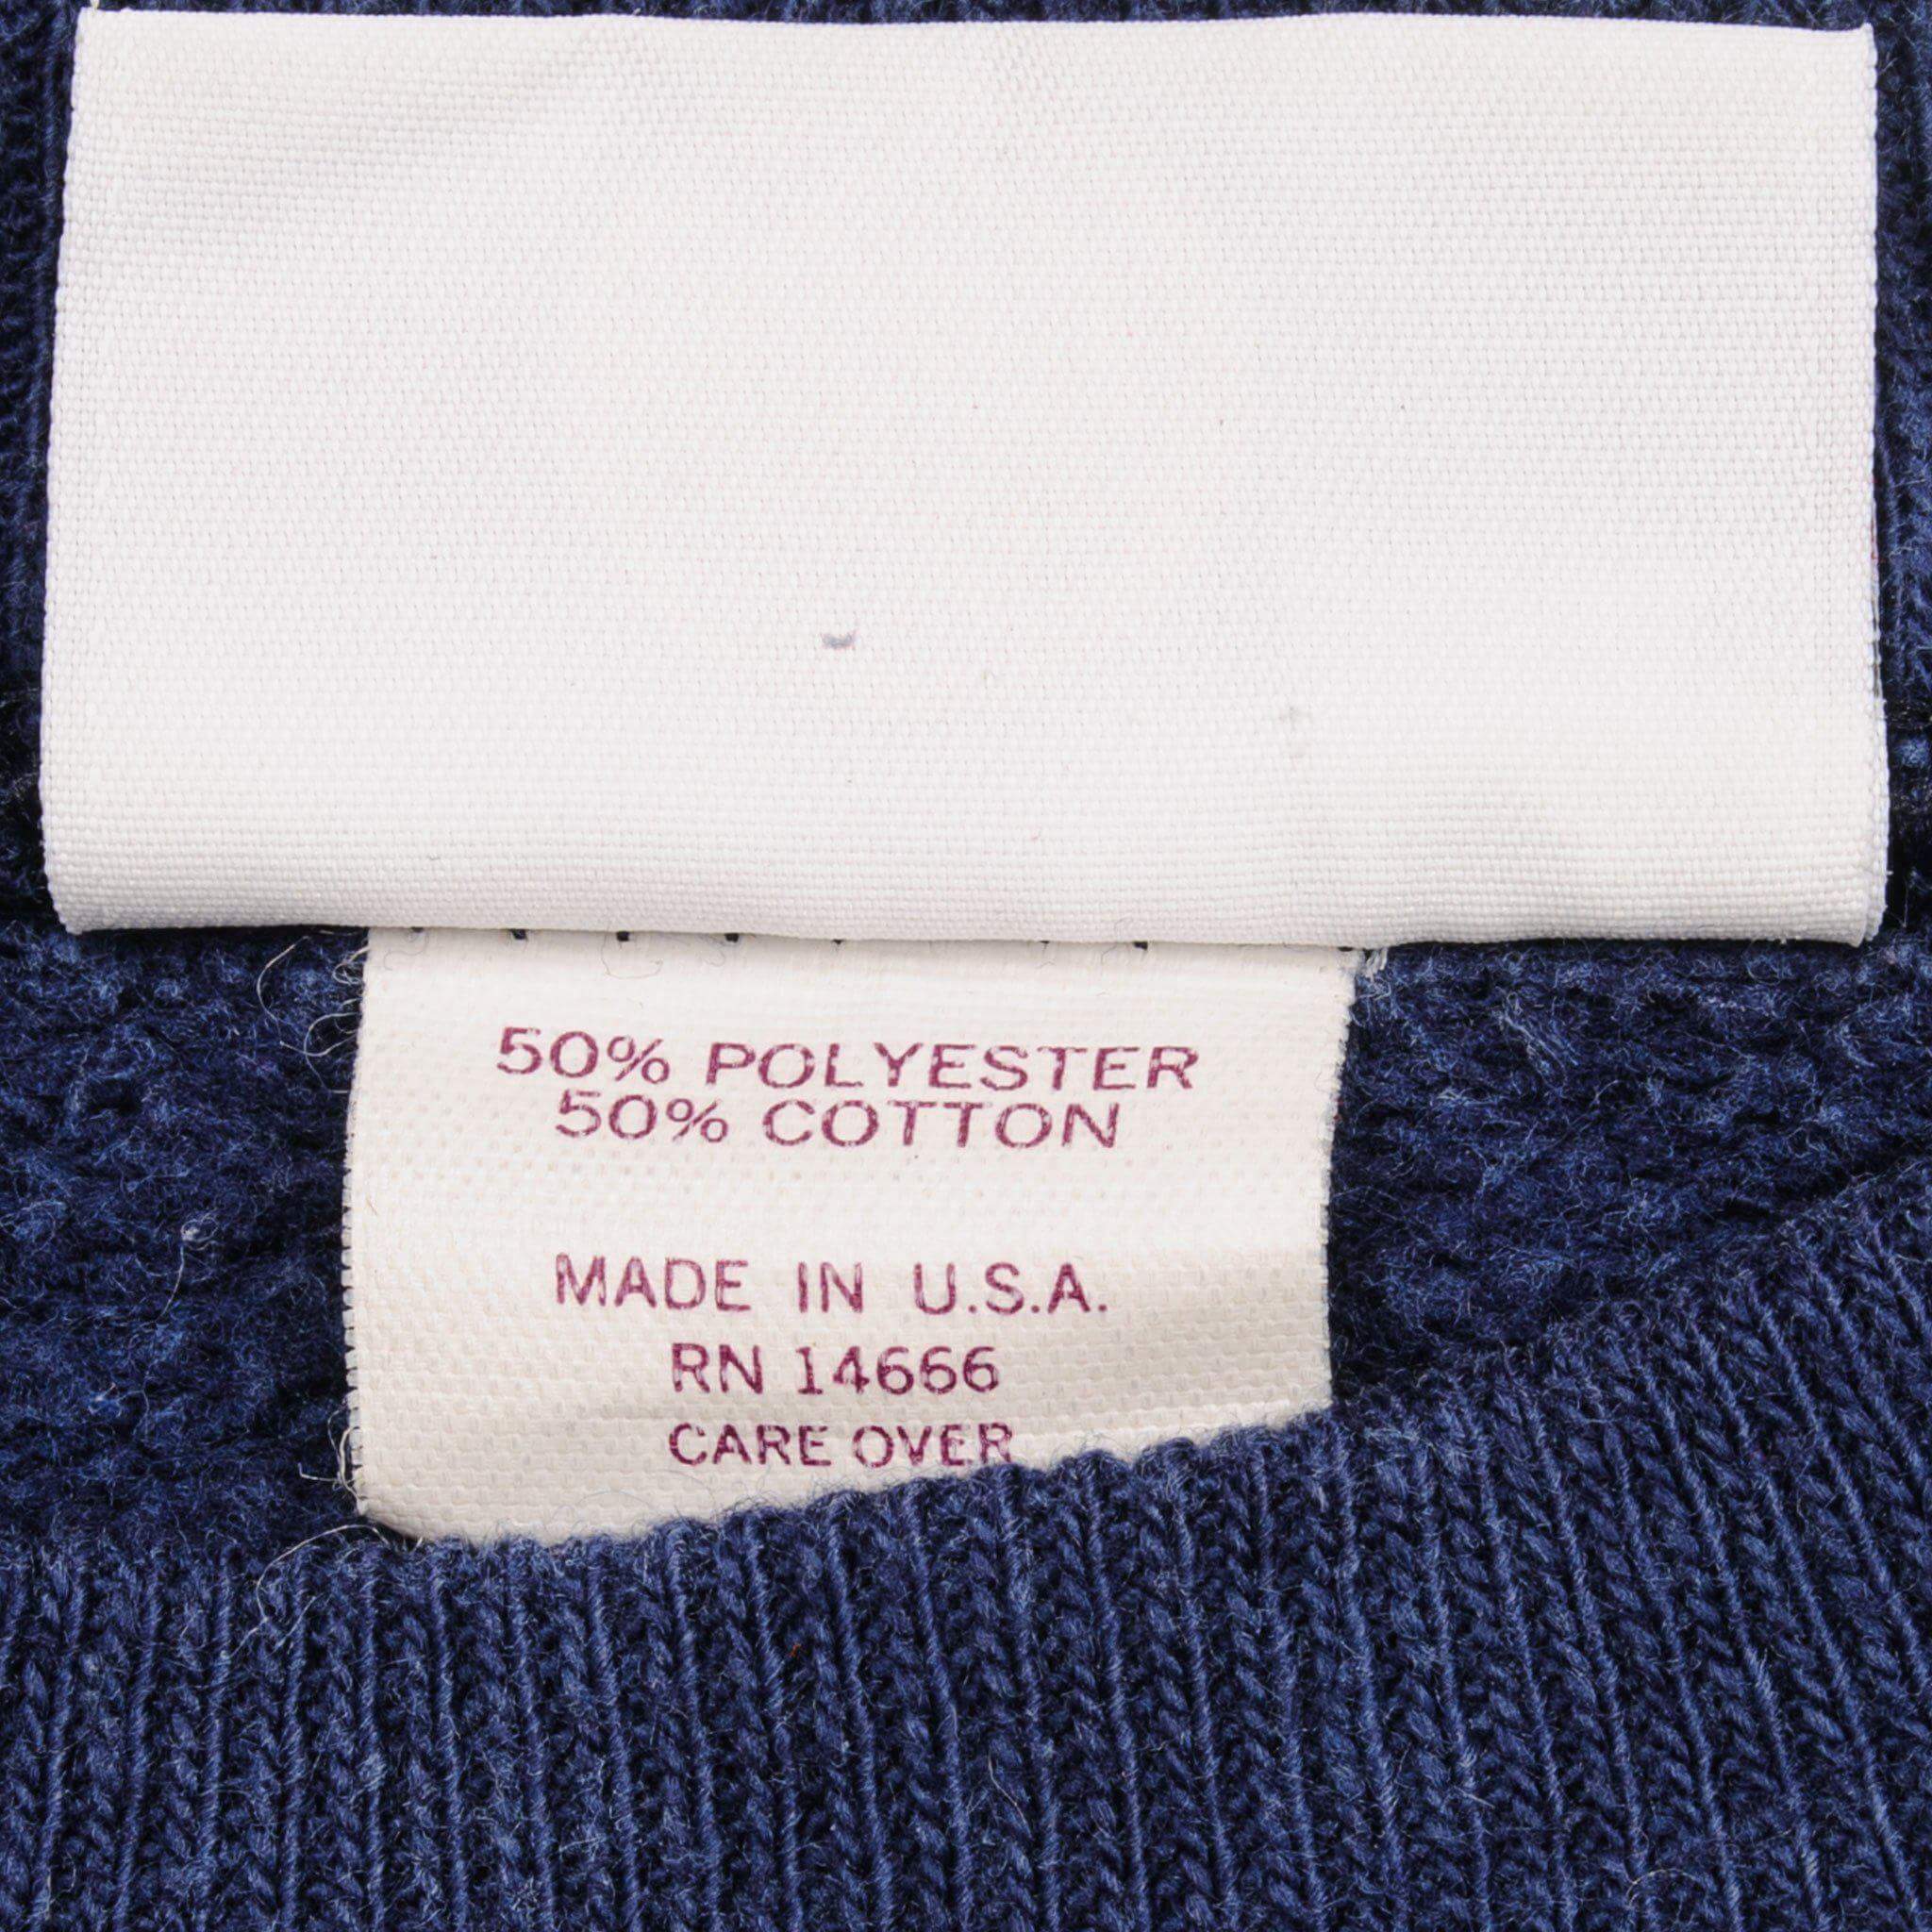 50% POLYESTER
50% COTTON
MADE IN U.S.A.
RN 14666
CARE OVER